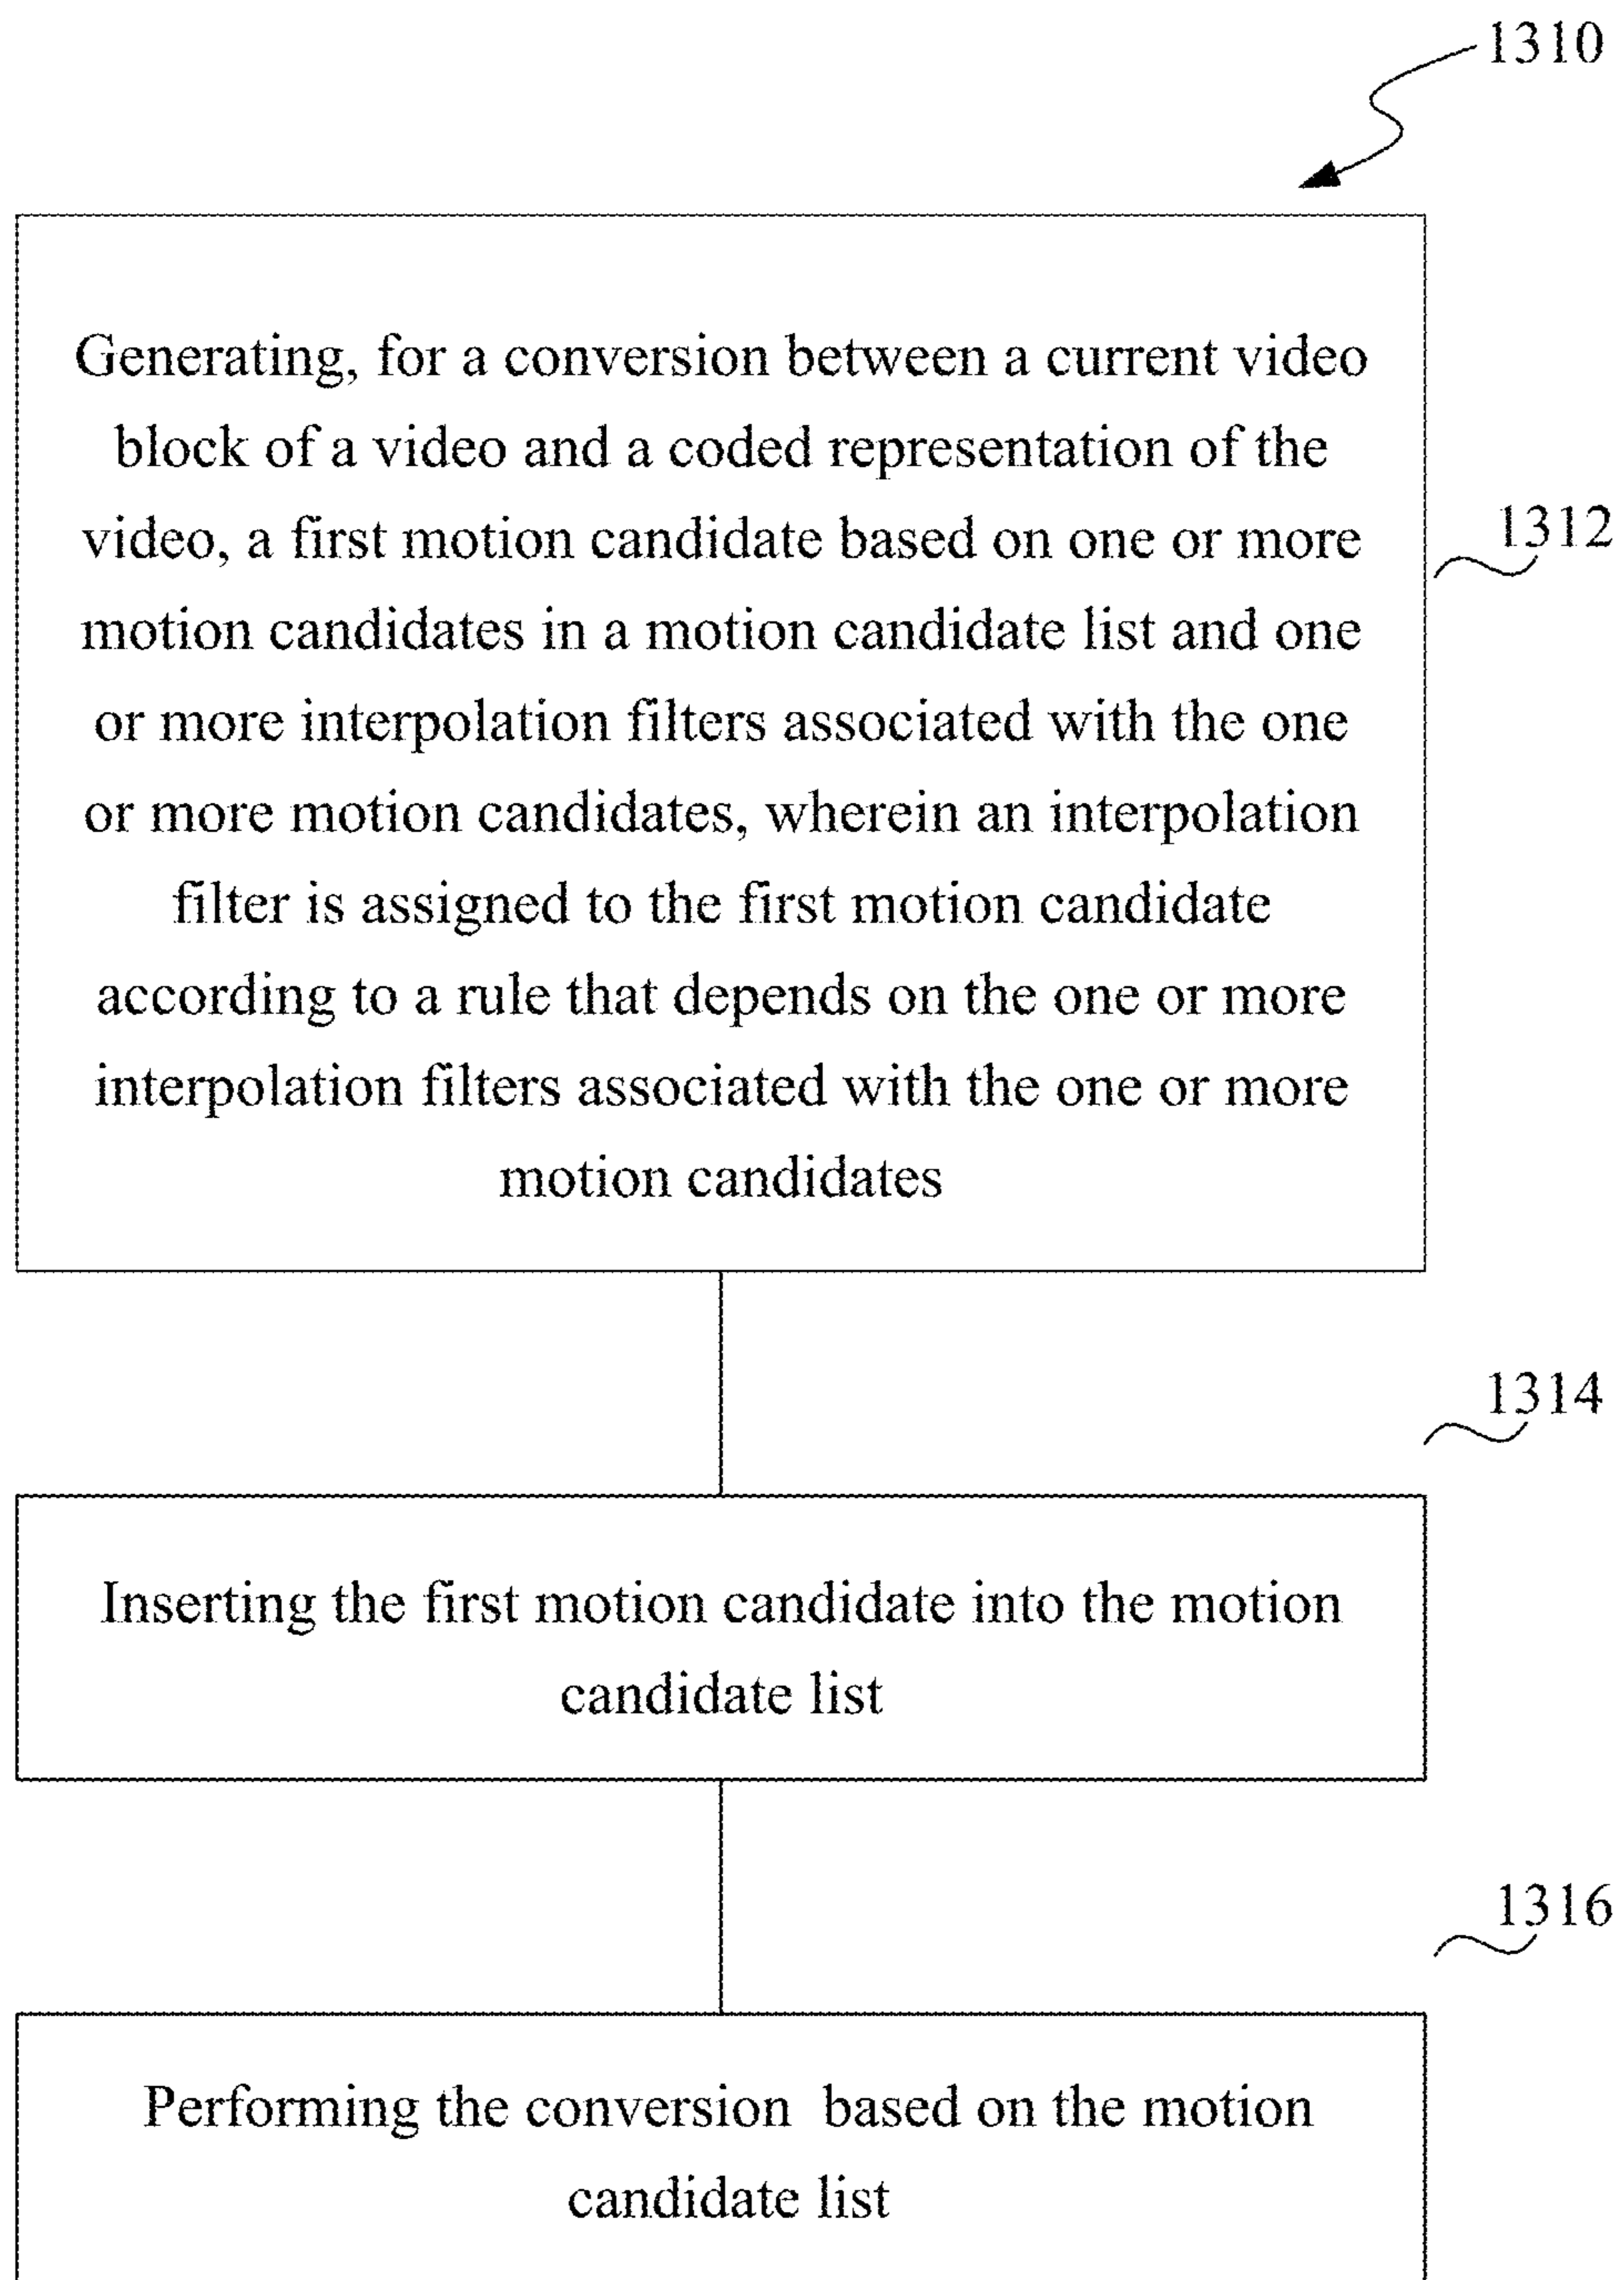 1310
Generating, for a conversion between a current video
block of a video and a coded representation of the
video, a first motion candidate based on one or more
1312
motion candidates in a motion candidate list and one
or more interpolation filters associated with the one
or more motion candidates, wherein an interpolation
filter is assigned to the first motion candidate
according to a rule that depends on the one or more
interpolation filters associated with the one or more
motion candidates
1314
Inserting the first motion candidate into the motion
candidate list
1316
Performing the conversion based on the motion
candidate list